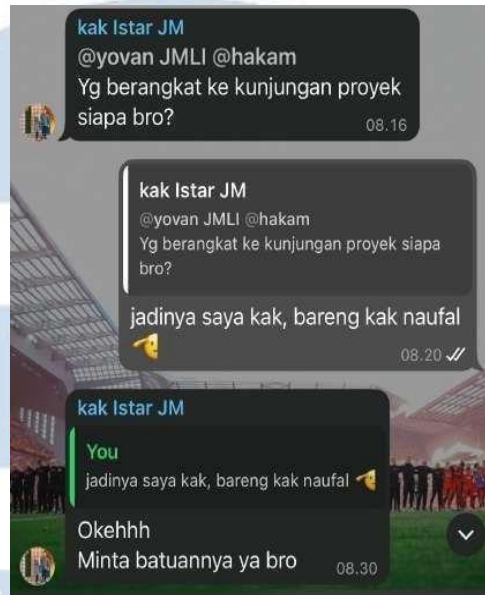 kak Istar JM
@yovan JMLI @hakam
Yg berangkat ke kunjungan proyek
siapa bro?
08.16
kak Istar JM
@yovan JMLI @hakam
Yg berangkat ke kunjungan proyek siapa
bro?
jadinya saya kak, bareng kak naufal
08.20
kak Istar JM
You
jadinya saya kak, bareng kak naufal
Okehhh
Minta batuannya ya bro
08.30